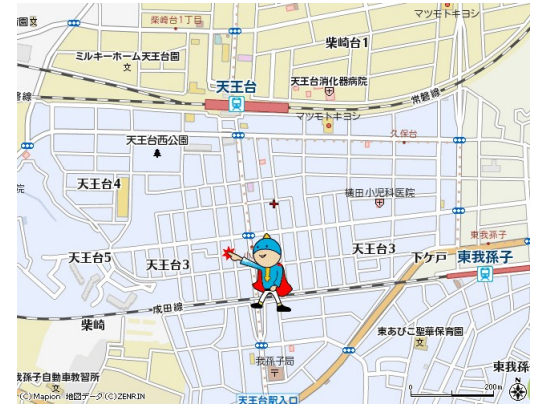 マツモトキヨシ
柴崎台1丁目
柴崎台1
ミルキーホーム天王台園
文
天王台
天王台消化器病院
常磐線
マツモトキヨシ
久保台
天王台西公園
天王台4
横田小児科医院
東我孫子
天王台5
天王台3
天王台3
下ケ戸
東我孫子
成田線
柴崎
東あびこ聖華保育園
文
我孫子局
東我孫
我孫子自動車教習所
0 200m
(C)Mapion 地図データ(C)ZENRIN
天王台駅入口